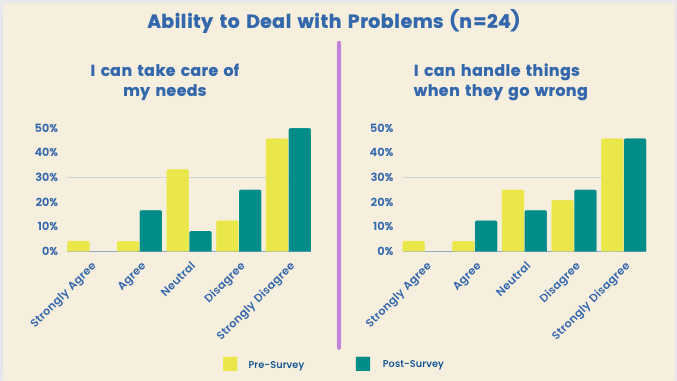 Ability to Deal with Problems (n=24)
I can take care of
my needs
50%
40%
30%
20%
10%
0%
Strongly Agree
Agree
Neutral
Disagree
Strongly Disagree
I can handle things
when they go wrong
50%
40%
30%
20%
10%
0%
Strongly Agree
Agree
Neutral
Disagree
Strongly Disagree
Pre-Survey
Post-Survey